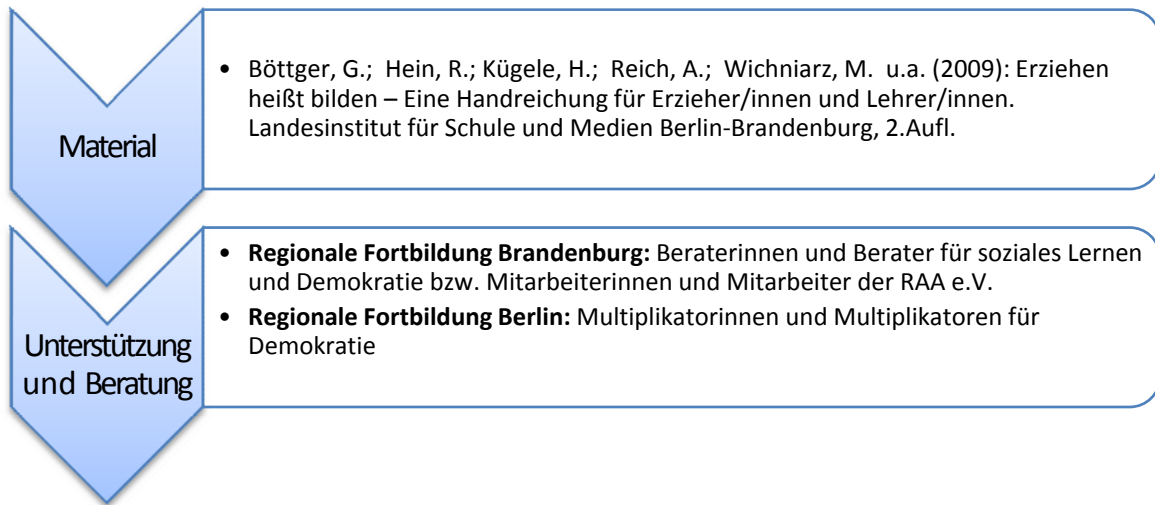 Material
• Böttger, G.; Hein, R.; Kügele, H.; Reich, A.; Wichniarz, M. u.a. (2009): Erziehen
heißt bilden – Eine Handreichung für Erzieher/innen und Lehrer/innen.
Landesinstitut für Schule und Medien Berlin-Brandenburg, 2.Aufl.
Unterstützung
und Beratung
• Regionale Fortbildung Brandenburg: Beraterinnen und Berater für soziales Lernen
und Demokratie bzw. Mitarbeiterinnen und Mitarbeiter der RAA e.V.
• Regionale Fortbildung Berlin: Multiplikatorinnen und Multiplikatoren für
Demokratie